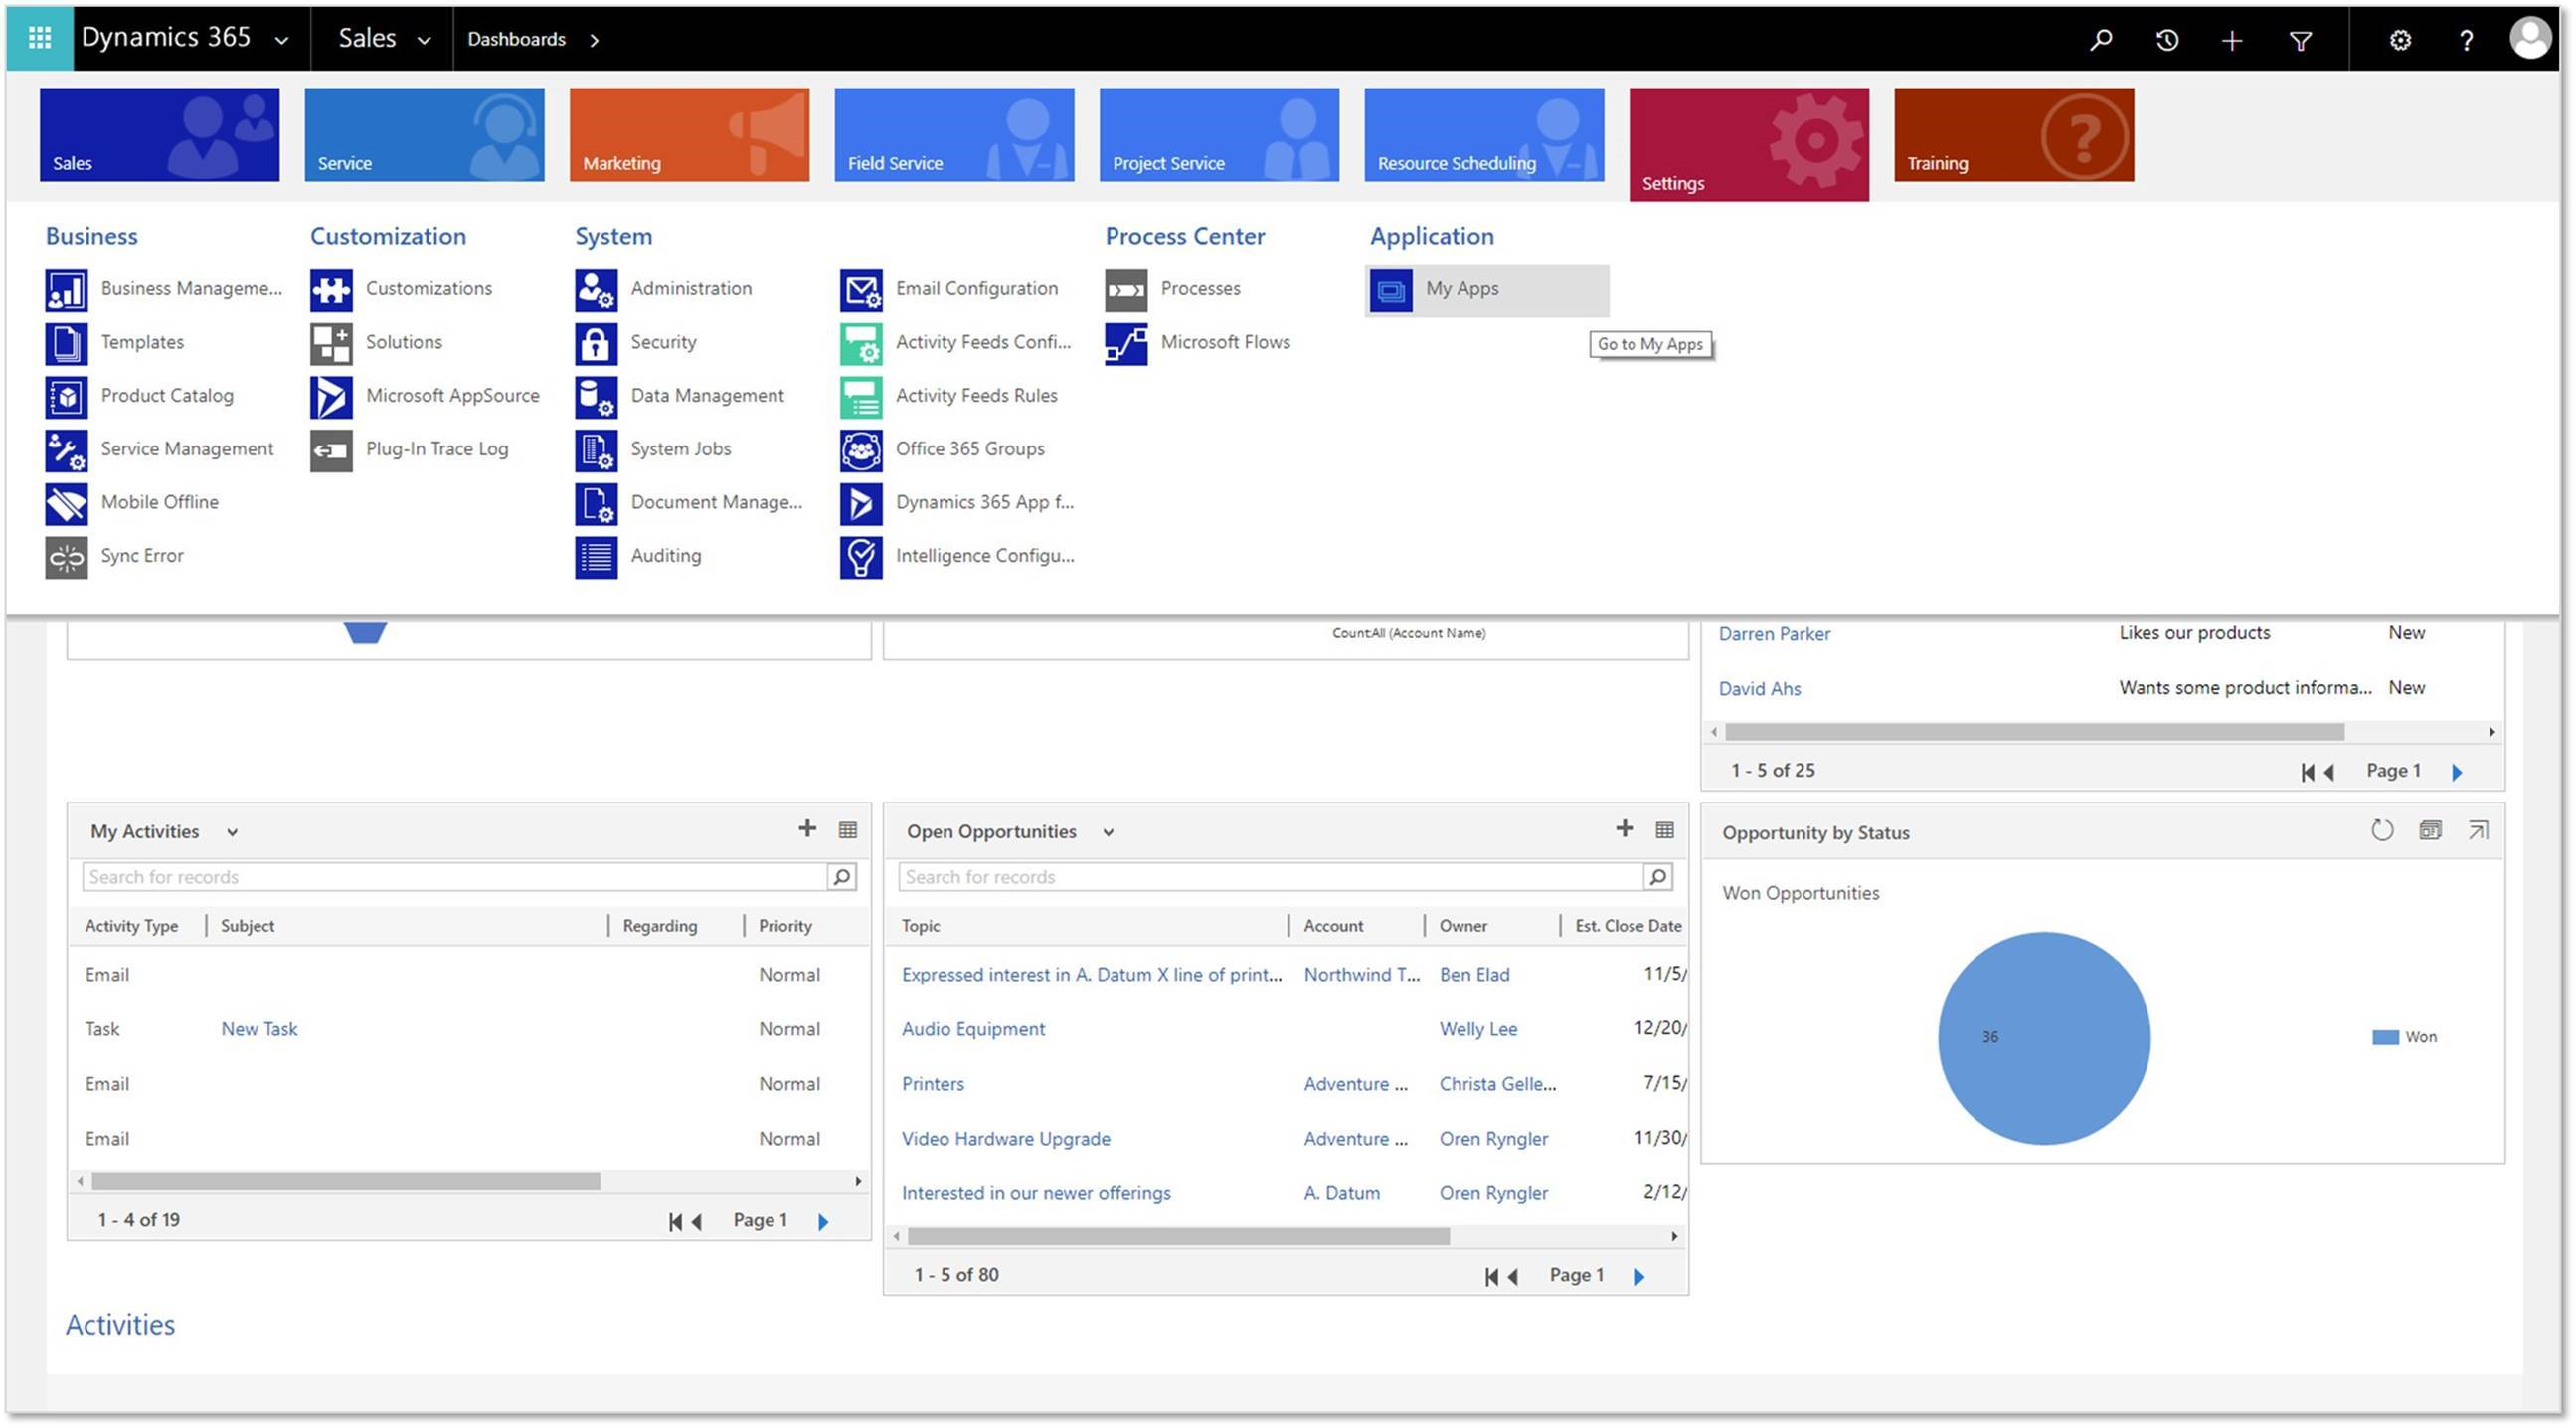 Dynamics 365 Sales Dashboards
Sales
Service
Marketing
Field Service
Project Service
Resource Scheduling
Settings
Training
Business
Business Manageme...
Templates
Product Catalog
Service Management
Mobile Offline
Sync Error
Customization
Customizations
Solutions
Microsoft AppSource
Plug-In Trace Log
System
Administration
Security
Data Management
System Jobs
Document Manage...
Auditing
Email Configuration
Activity Feeds Confi...
Activity Feeds Rules
Office 365 Groups
Dynamics 365 App f...
Intelligence Configu...
Process Center
Processes
Microsoft Flows
Application
My Apps
Go to My Apps
CountAll (Account Name)
Darren Parker Likes our products New
David Ahs Wants some product informa... New
1 - 5 of 25 Page 1
My Activities
Search for records
Activity Type Subject Regarding Priority
Email Normal
Task New Task Normal
Email Normal
Email Normal
1 - 4 of 19 Page 1
Open Opportunities
Search for records
Topic Account Owner Est. Close Date
Expressed interest in A. Datum X line of print... Northwind T... Ben Elad 11/5/
Audio Equipment Welly Lee 12/20/
Printers Adventure ... Christa Gelle... 7/15/
Video Hardware Upgrade Adventure ... Oren Ryngler 11/30/
Interested in our newer offerings A. Datum Oren Ryngler 2/12/
1 - 5 of 80 Page 1
Opportunity by Status
Won Opportunities
36
Won
Activities